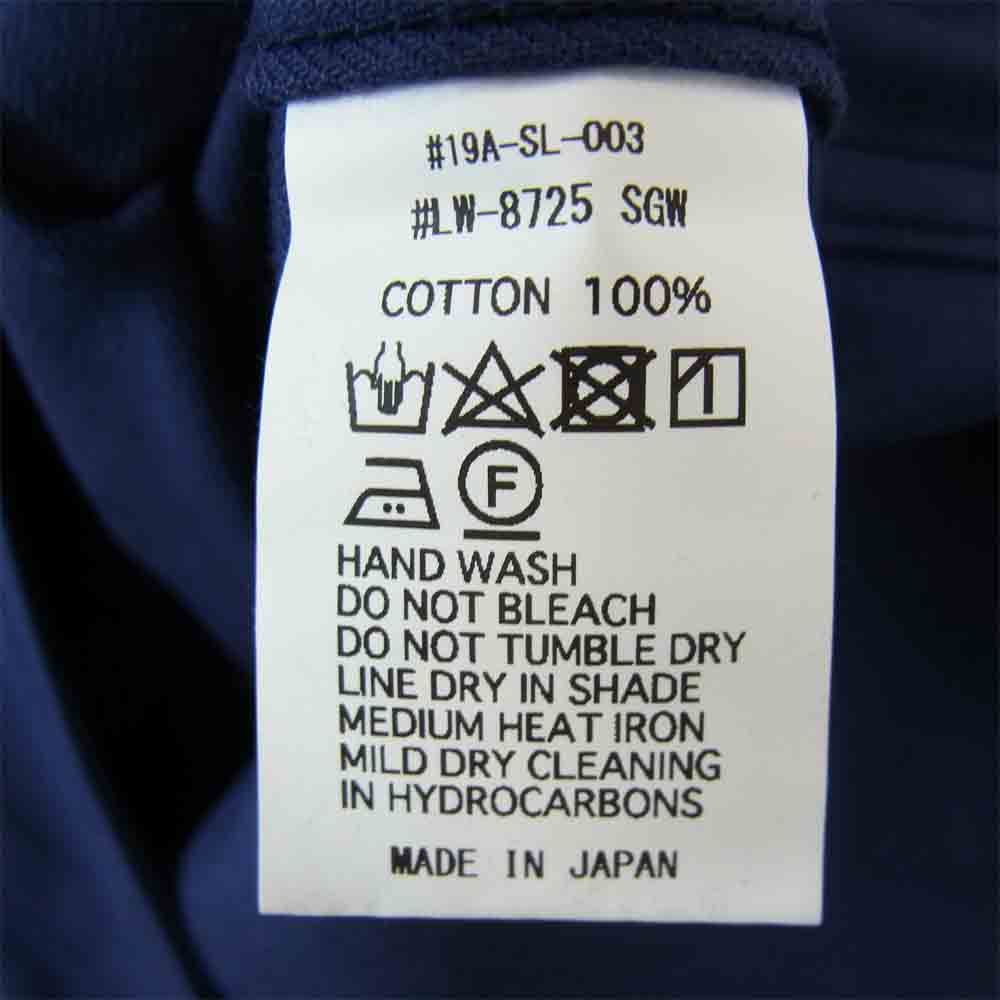 #19A-SL-003
#LW-8725 SGW
COTTON 100%
F
HAND WASH
DO NOT BLEACH
DO NOT TUMBLE DRY
LINE DRY IN SHADE
MEDIUM HEAT IRON
MILD DRY CLEANING
IN HYDROCARBONS
MADE IN JAPAN